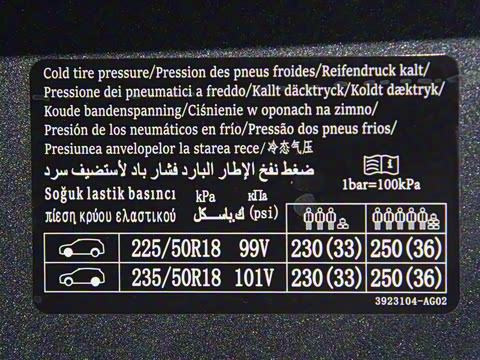 Cold tire pressure/Pression des pneus froides/Reifendruck kalt/
Pressione dei pneumatici a freddo/Kallt däcktryck/Koldt dæktryk/
Koude bandenspanning/Ciśnienie w oponach na zimno/
Presión de los neumáticos en frío/Pressão dos pneus frios/
Presiunea anvelopelor la starea rece/冷态气压
ضغط نفخ الإطار البارد فشار باد لاستضيف سرد
1bar=100kPa
Soğuk lastik basıncı kPa кПа
πίεση κρύου ελαστικού ك.باسكل (psi)
225/50R18 99V 230(33) 250(36)
235/50R18 101V 230(33) 250(36)
3923104-AG02